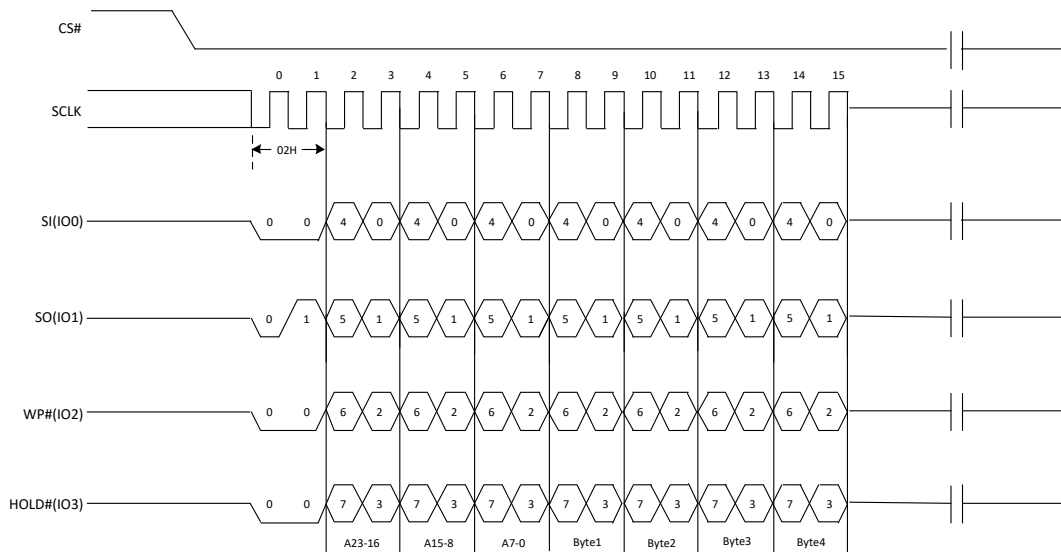 CS#
0 1 2 3 4 5 6 7 8 9 10 11 12 13 14 15
SCLK
02H
SI(IO0) 0 0 4 0 4 0 4 0 4 0 4 0 4 0 4 0
SO(IO1) 0 1 5 1 5 1 5 1 5 1 5 1 5 1 5 1
WP#(IO2) 0 0 6 2 6 2 6 2 6 2 6 2 6 2 6 2
HOLD#(IO3) 0 0 7 3 7 3 7 3 7 3 7 3 7 3 7 3
A23-16 A15-8 A7-0 Byte1 Byte2 Byte3 Byte4